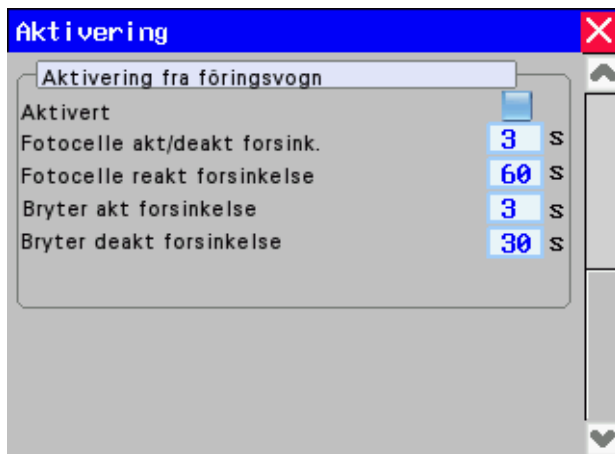 Aktivering
Aktivering fra föringsvogn
Aktivert
Fotocelle akt/deakt forsink. 3 s
Fotocelle reakt forsinkelse 60 s
Bryter akt forsinkelse 3 s
Bryter deakt forsinkelse 30 s